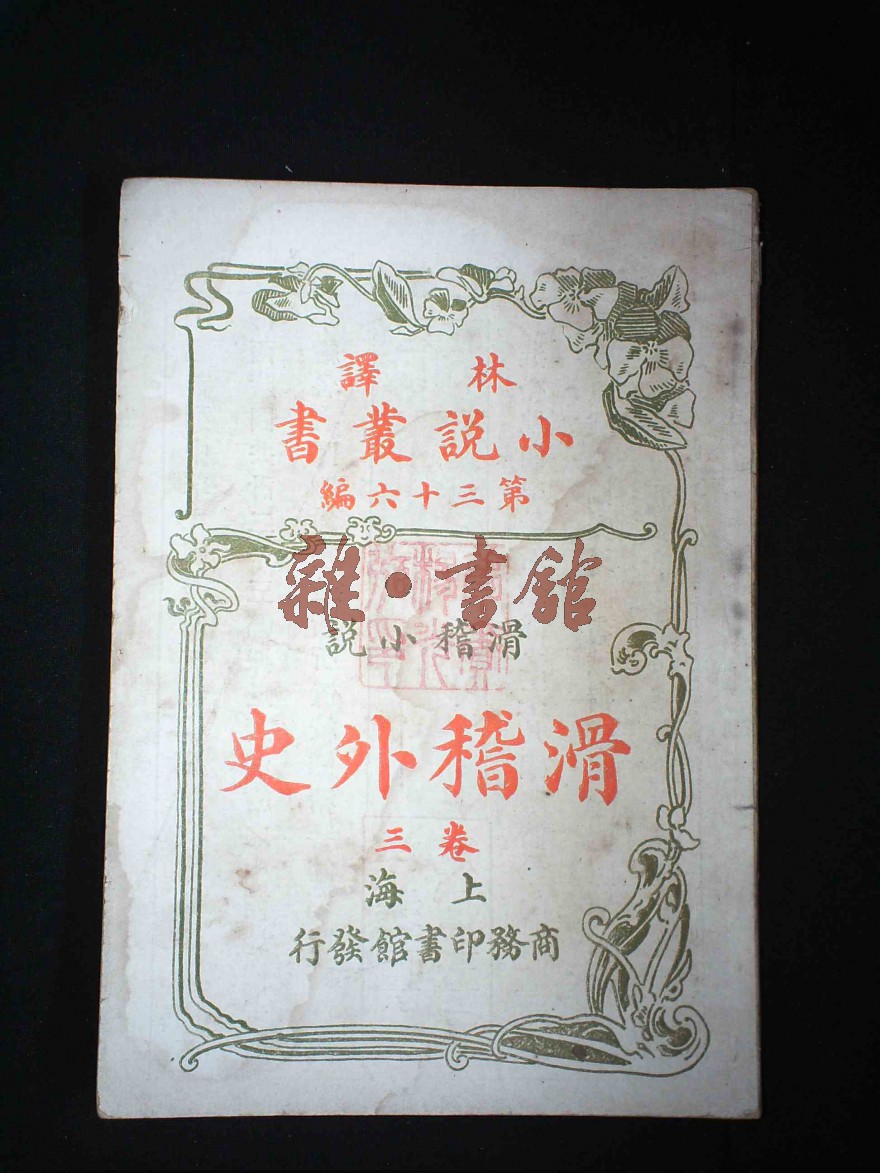 林譯
小說叢書
第三十六編
雜·書館
滑稽小說
滑稽外史
卷三
上海
商務印書館發行